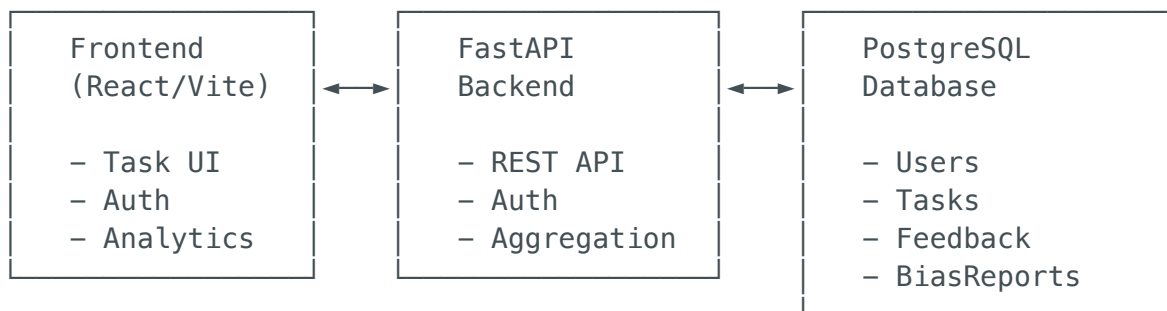 Frontend
(React/Vite)
- Task UI
- Auth
- Analytics
FastAPI
Backend
- REST API
- Auth
- Aggregation
PostgreSQL
Database
- Users
- Tasks
- Feedback
- BiasReports